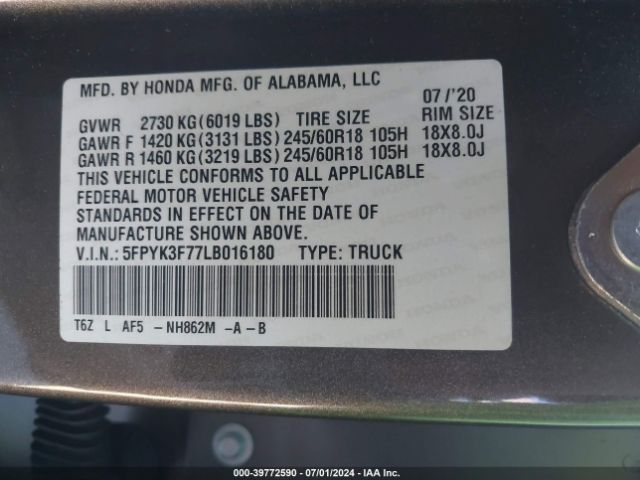 MFD. BY HONDA MFG. OF ALABAMA, LLC
07 /'20
GVWR 2730 KG (6019 LBS) TIRE SIZE RIM SIZE
GAWR F 1420 KG (3131 LBS) 245/60R18 105H 18X8.0J
GAWR R 1460 KG (3219 LBS) 245/60R18 105H 18X8.0J
THIS VEHICLE CONFORMS TO ALL APPLICABLE
FEDERAL MOTOR VEHICLE SAFETY
STANDARDS IN EFFECT ON THE DATE OF
MANUFACTURE SHOWN ABOVE.
V.I.N.: 5FPYK3F77LB016180 TYPE: TRUCK
T6Z L AF5 -NH862M -A -B
000-39772590 - 07/01/2024 - IAA Inc.